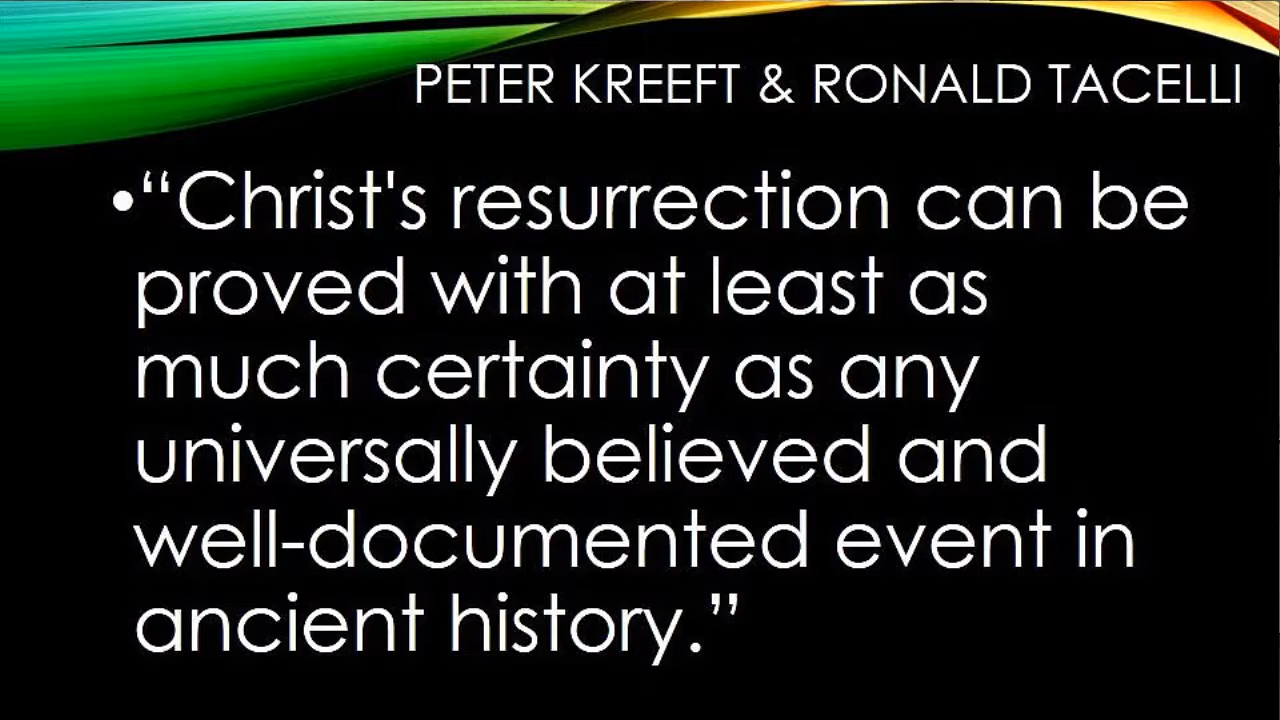 PETER KREEFT & RONALD TACELLI
•“Christ's resurrection can be
proved with at least as
much certainty as any
universally believed and
well-documented event in
ancient history.”